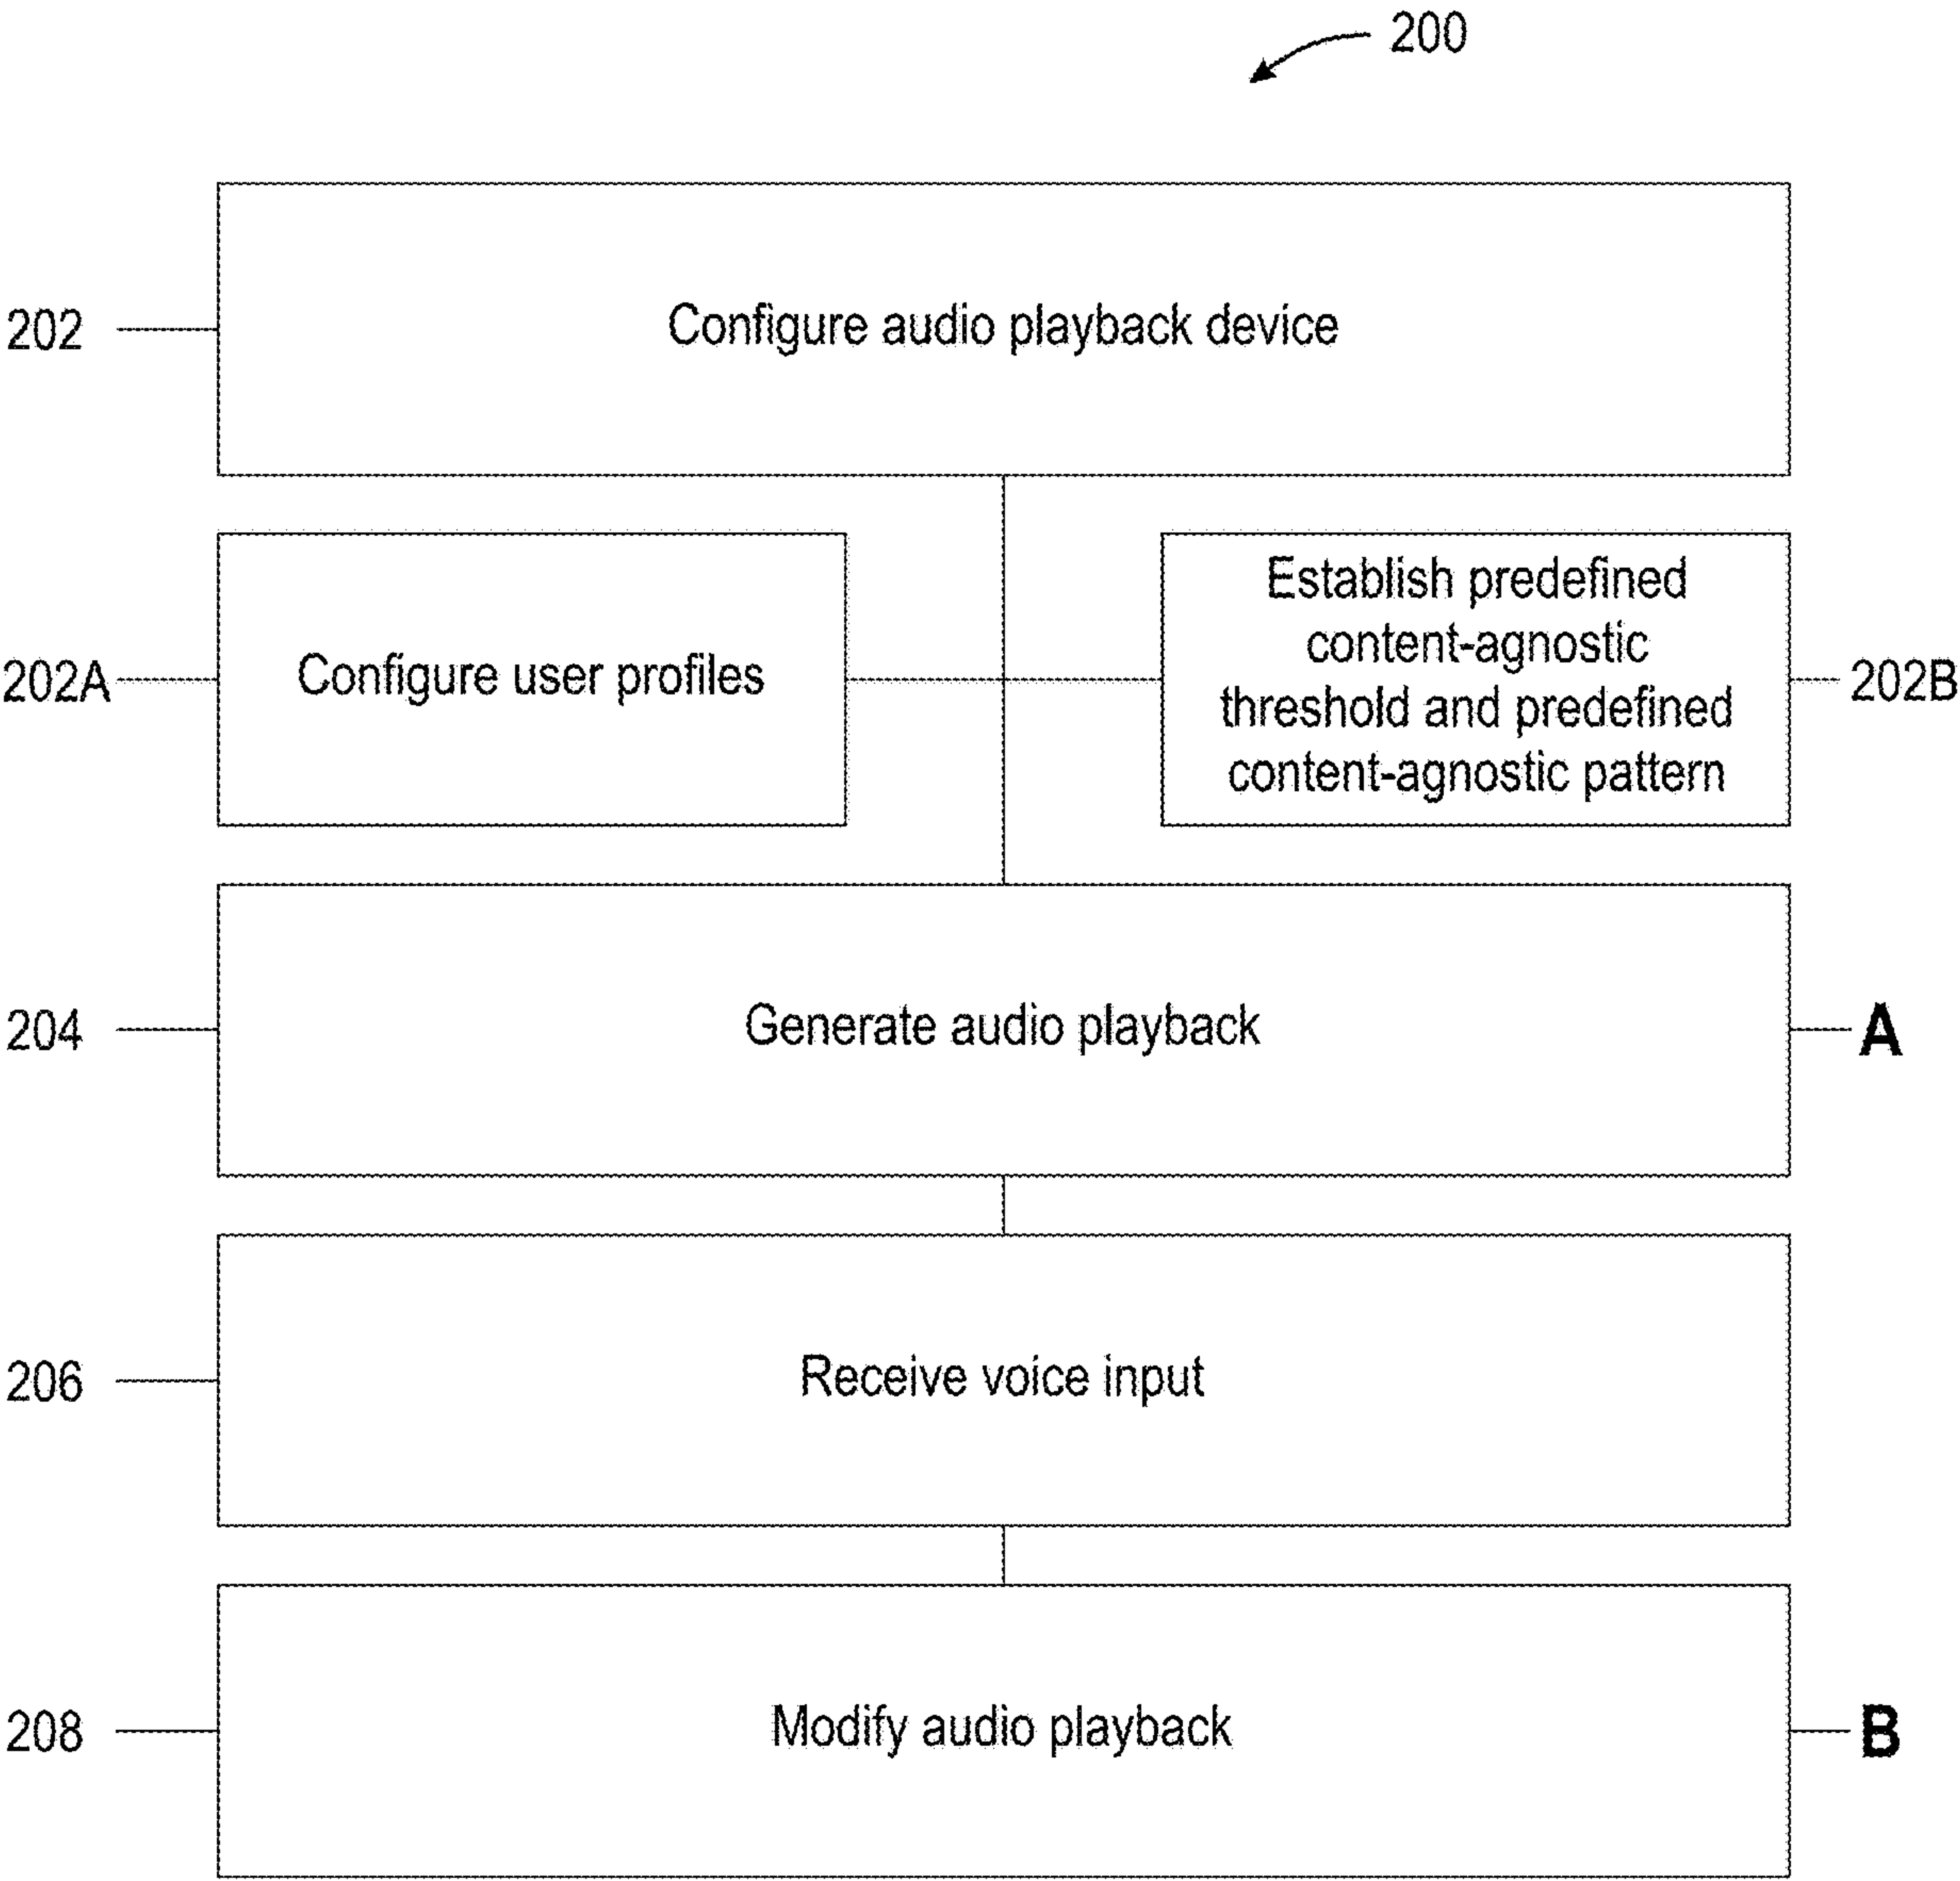 200
202
Configure audio playback device
202A
Configure user profiles
Establish predefined
content-agnostic
threshold and predefined
content-agnostic pattern
202B
204
Generate audio playback
A
206
Receive voice input
208
Modify audio playback
B